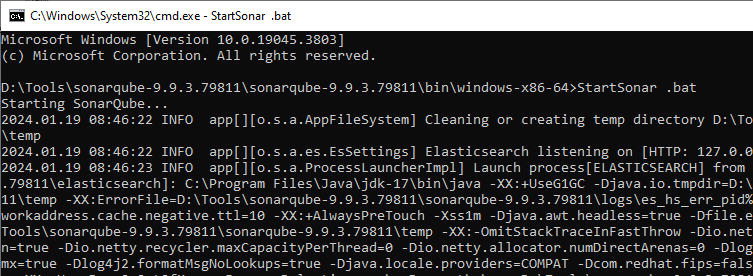 C:\Windows\System32\cmd.exe - StartSonar .bat
Microsoft Windows [Version 10.0.19045.3803]
(c) Microsoft Corporation. All rights reserved.
D:\Tools\sonarqube-9.9.3.79811\sonarqube-9.9.3.79811\bin\windows-x86-64>StartSonar .bat
Starting SonarQube...
2024.01.19 08:46:22 INFO  app[][o.s.a.AppFileSystem] Cleaning or creating temp directory D:\To
\temp
2024.01.19 08:46:22 INFO  app[][o.s.a.es.EsSettings] Elasticsearch listening on [HTTP: 127.0.0
2024.01.19 08:46:23 INFO  app[][o.s.a.ProcessLauncherImpl] Launch process[ELASTICSEARCH] from
.79811\elasticsearch]: C:\Program Files\Java\jdk-17\bin\java -XX:+UseG1GC -Djava.io.tmpdir=D:\
11\temp -XX:ErrorFile=D:\Tools\sonarqube-9.9.3.79811\sonarqube-9.9.3.79811\logs\es_hs_err_pid%
workaddress.cache.negative.ttl=10 -XX:+AlwaysPreTouch -Xss1m -Djava.awt.headless=true -Dfile.e
Tools\sonarqube-9.9.3.79811\sonarqube-9.9.3.79811\temp -XX:-OmitStackTraceInFastThrow -Dio.net
n=true -Dio.netty.recycler.maxCapacityPerThread=0 -Dio.netty.allocator.numDirectArenas=0 -Dlog
mx=true -Dlog4j2.formatMsgNoLookups=true -Djava.locale.providers=COMPAT -Dcom.redhat.fips=fals